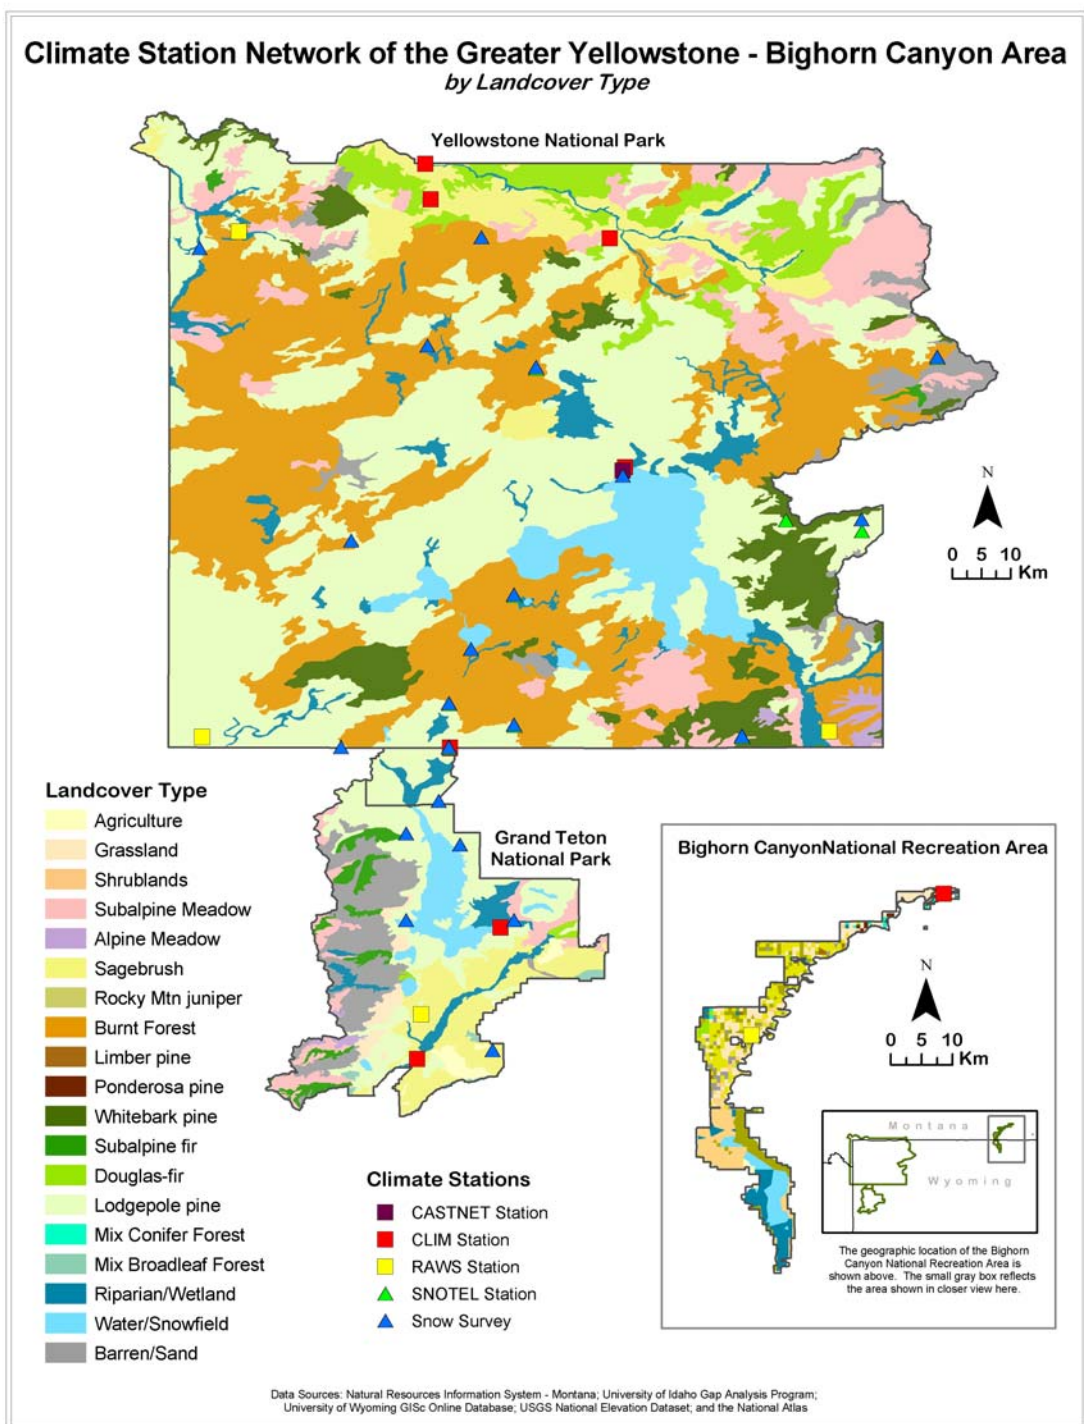 Climate Station Network of the Greater Yellowstone - Bighorn Canyon Area
by Landcover Type
Yellowstone National Park
N
0 5 10
Km
Landcover Type
Agriculture
Grassland
Shrublands
Subalpine Meadow
Alpine Meadow
Sagebrush
Rocky Mtn juniper
Burnt Forest
Limber pine
Ponderosa pine
Whitebark pine
Subalpine fir
Douglas-fir
Lodgepole pine
Mix Conifer Forest
Mix Broadleaf Forest
Riparian/Wetland
Water/Snowfield
Barren/Sand
Grand Teton
National Park
Climate Stations
CASTNET Station
CLIM Station
RAWS Station
SNOTEL Station
Snow Survey
Bighorn CanyonNational Recreation Area
N
0 5 10
Km
Montana
Wyoming
The geographic location of the Bighorn
Canyon National Recreation Area is
shown above. The small gray box reflects
the area shown in closer view here.
Data Sources: Natural Resources Information System - Montana; University of Idaho Gap Analysis Program;
University of Wyoming GISc Online Database; USGS National Elevation Dataset; and the National Atlas